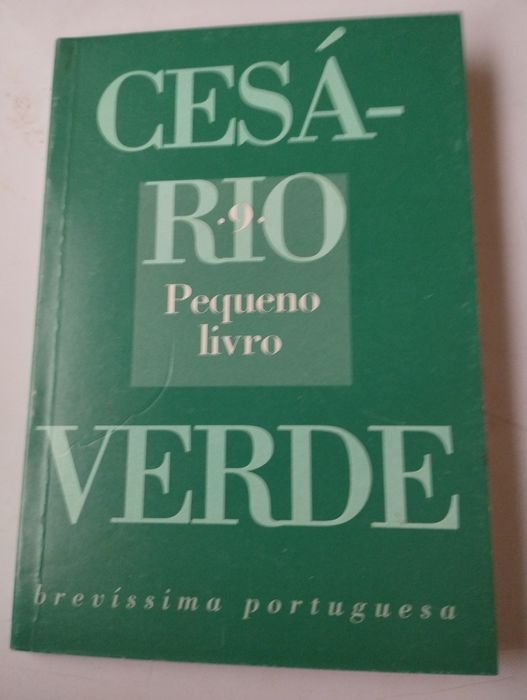 CESÁ-
RIO
·9·
Pequeno
livro
VERDE
brevíssima portuguesa